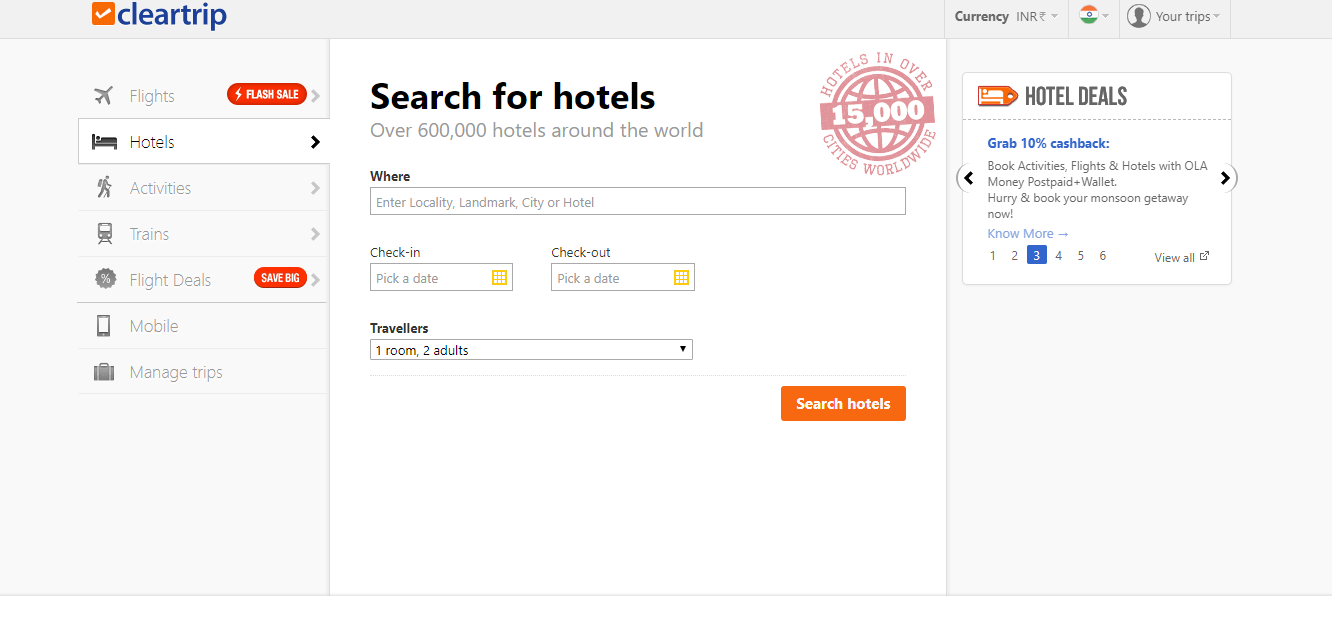 cleartrip
Currency INR₹
Your trips
Flights
FLASH SALE
Hotels
Activities
Trains
%
Flight Deals
SAVE BIG
Mobile
Manage trips
Search for hotels
Over 600,000 hotels around the world
HOTELS IN OVER
15,000
CITIES WORLDWIDE
Where
Enter Locality, Landmark, City or Hotel
Check-in
Check-out
Pick a date
Pick a date
Travellers
1 room, 2 adults
Search hotels
HOTEL DEALS
Grab 10% cashback:
Book Activities, Flights & Hotels with OLA
Money Postpaid+Wallet.
Hurry & book your monsoon getaway
now!
Know More →
1 2 3 4 5 6
View all